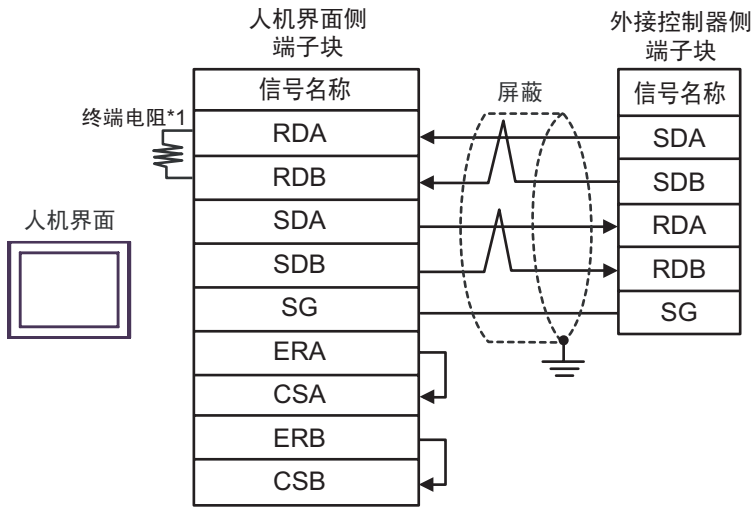 人机界面侧
端子块
外接控制器侧
端子块
信号名称
屏蔽
信号名称
终端电阻*1
RDA
SDA
RDB
SDB
人机界面
SDA
RDA
SDB
RDB
SG
SG
ERA
CSA
ERB
CSB